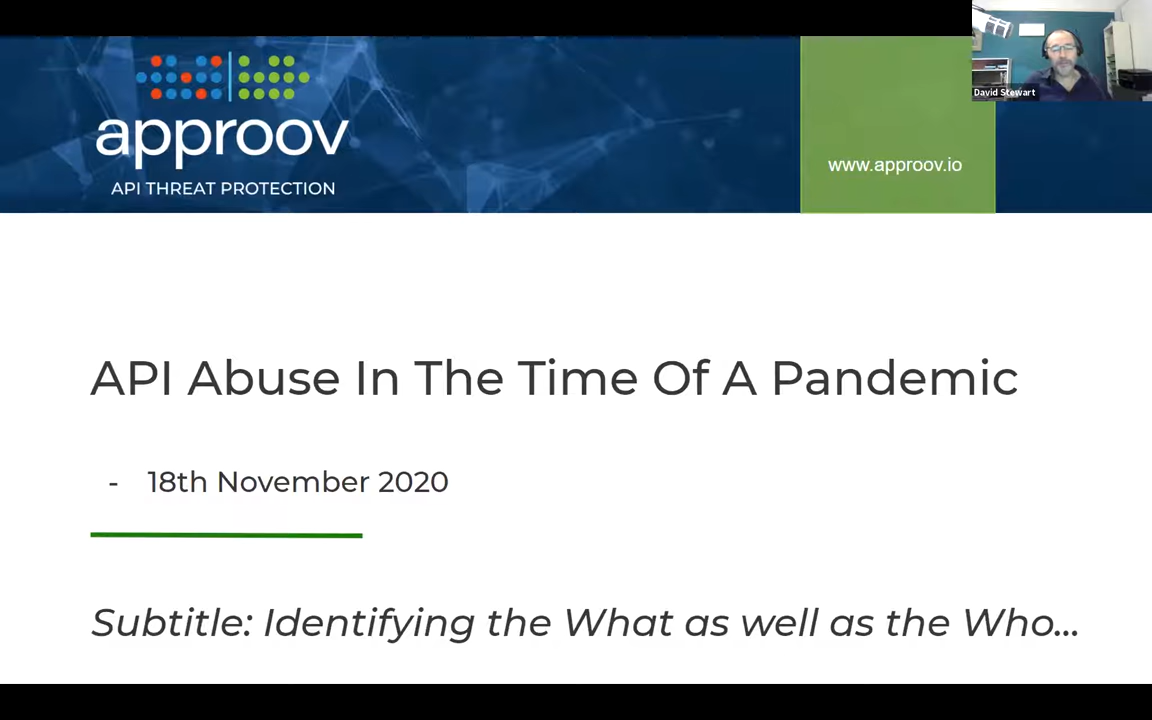 David Stewart
approov
API THREAT PROTECTION
www.approov.io
API Abuse In The Time Of A Pandemic
- 18th November 2020
Subtitle: Identifying the What as well as the Who...